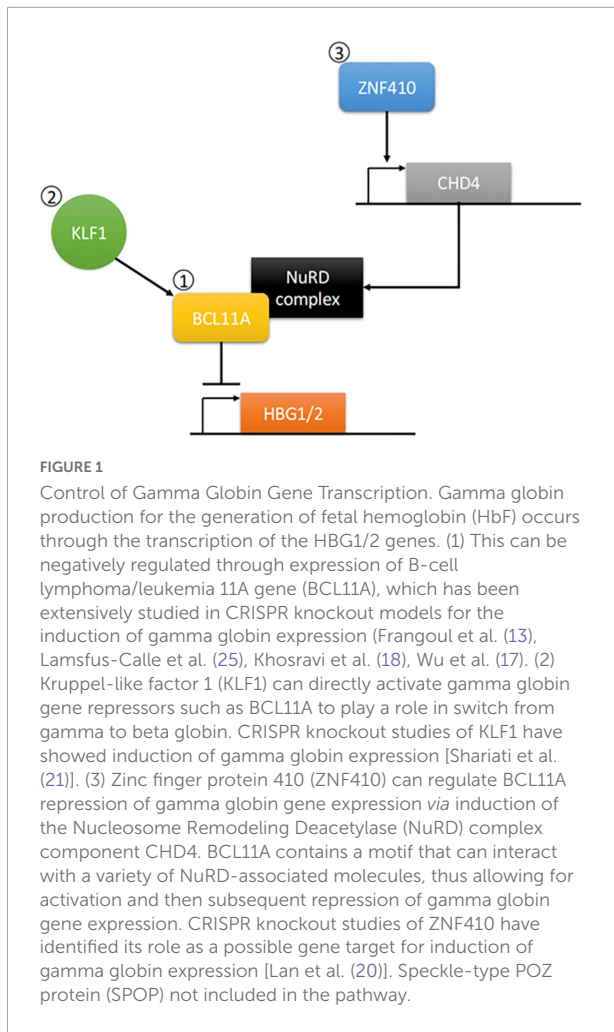 ③
ZNF410
CHD4
②
KLF1
①
NuRD
complex
BCL11A
HBG1/2
FIGURE 1
Control of Gamma Globin Gene Transcription. Gamma globin
production for the generation of fetal hemoglobin (HbF) occurs
through the transcription of the HBG1/2 genes. (1) This can be
negatively regulated through expression of B-cell
lymphoma/leukemia 11A gene (BCL11A), which has been
extensively studied in CRISPR knockout models for the
induction of gamma globin expression (Frangoul et al. (13),
Lamsfus-Calle et al. (25), Khosravi et al. (18), Wu et al. (17). (2)
Kruppel-like factor 1 (KLF1) can directly activate gamma globin
gene repressors such as BCL11A to play a role in switch from
gamma to beta globin. CRISPR knockout studies of KLF1 have
showed induction of gamma globin expression [Shariati et al.
(21)]. (3) Zinc finger protein 410 (ZNF410) can regulate BCL11A
repression of gamma globin gene expression via induction of
the Nucleosome Remodeling Deacetylase (NuRD) complex
component CHD4. BCL11A contains a motif that can interact
with a variety of NuRD-associated molecules, thus allowing for
activation and then subsequent repression of gamma globin
gene expression. CRISPR knockout studies of ZNF410 have
identified its role as a possible gene target for induction of
gamma globin expression [Lan et al. (20)]. Speckle-type POZ
protein (SPOP) not included in the pathway.